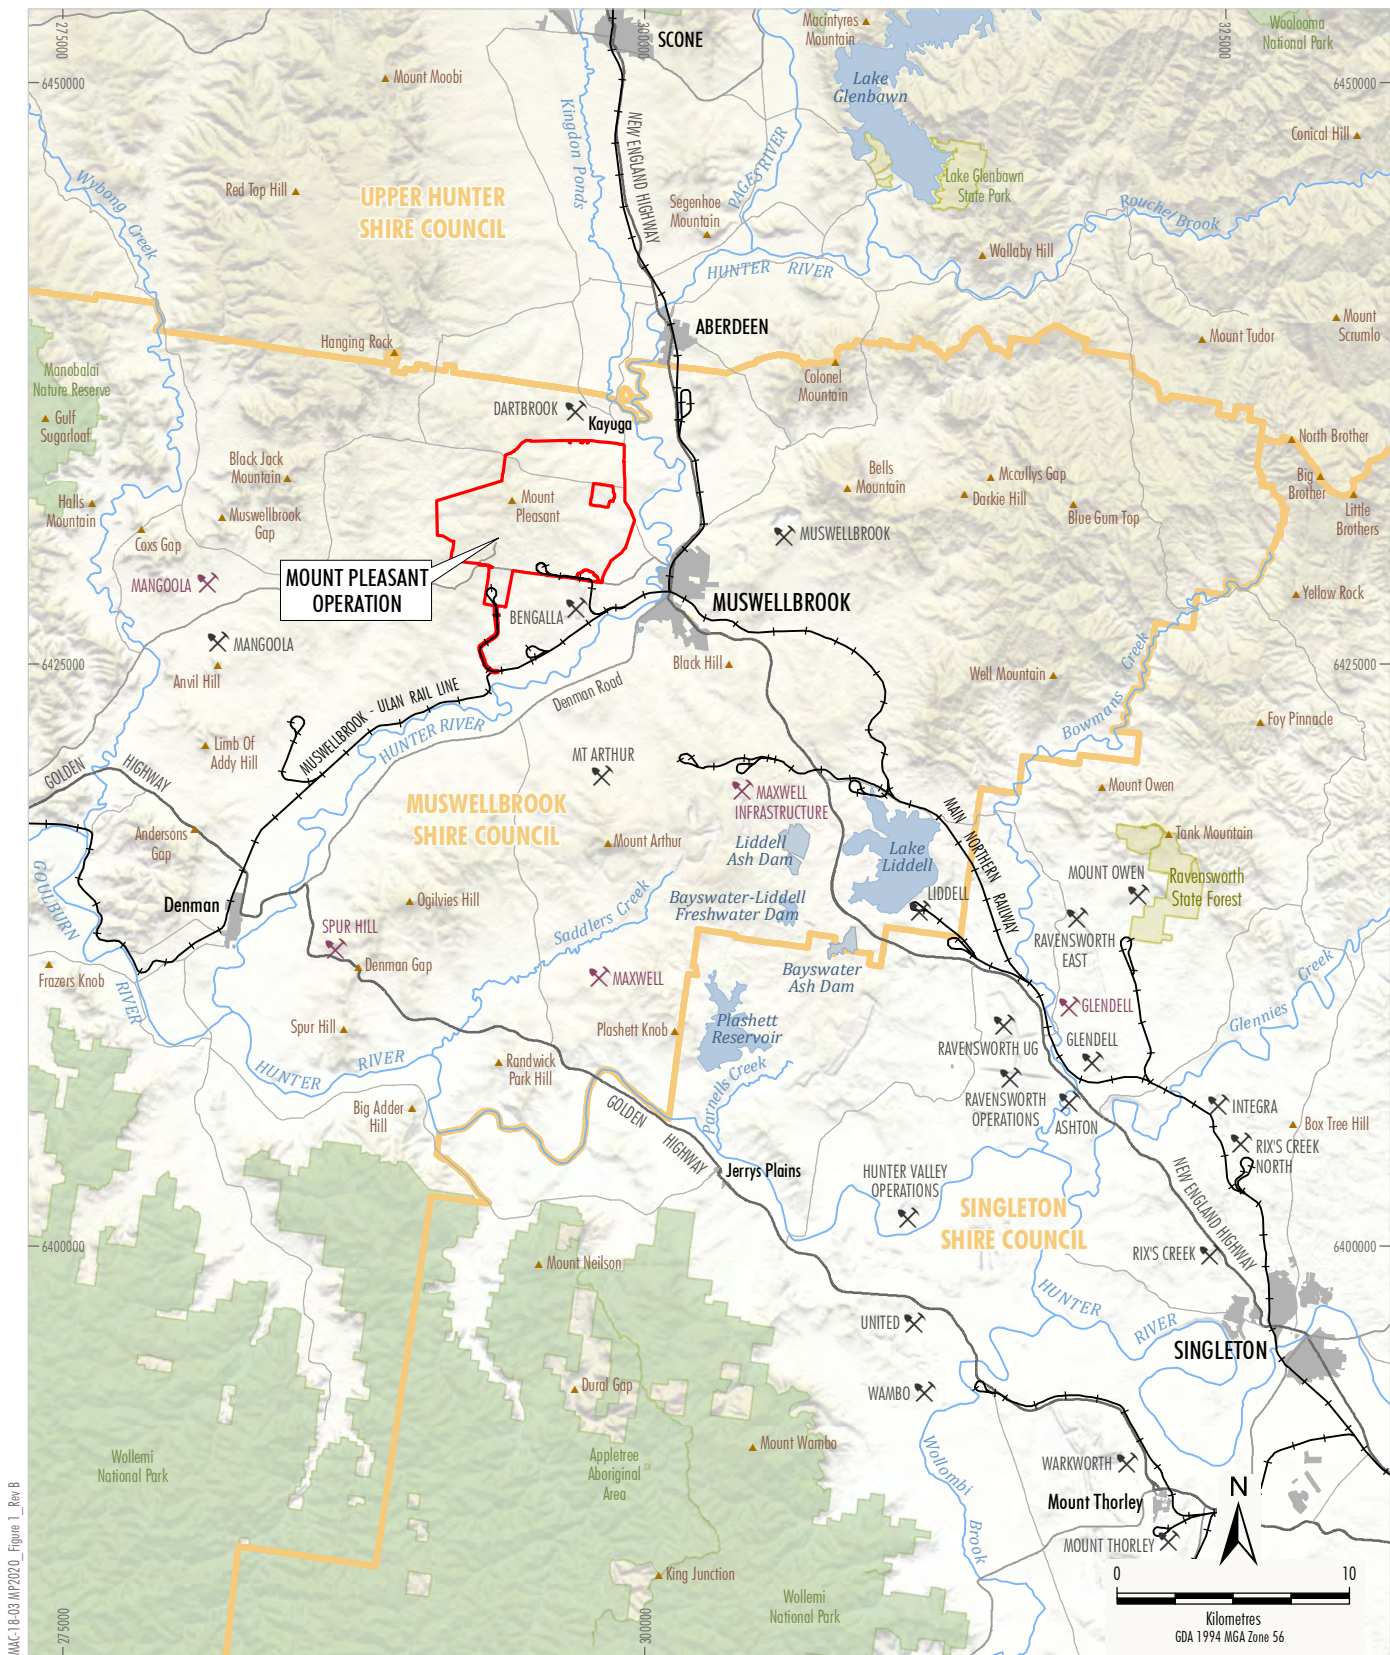 275000
300000
325000
SCONE
Macintyres
Mountain
Woolooma
National Park
6450000
6450000
Mount Moobi
Lake
Glenbawn
Kingdon Ponds
NEW ENGLAND HIGHWAY
PAGES RIVER
Conical Hill
Wybong Creek
Red Top Hill
UPPER HUNTER
SHIRE COUNCIL
Segenhoe
Mountain
Lake Glenbawn
State Park
Rouchel Brook
Wallaby Hill
HUNTER RIVER
ABERDEEN
Hanging Rock
Mount Tudor
Mount
Scrumlo
Manobalai
Nature Reserve
Colonel
Mountain
Gulf
Sugarloaf
DARTBROOK
Kayuga
North Brother
Black Jack
Mountain
Bells
Mountain
Mccullys Gap
Darkie Hill
Big
Brother
Little
Brothers
Halls
Mountain
Mount
Pleasant
Blue Gum Top
Muswellbrook
Gap
Coxs Gap
MUSWELLBROOK
MANGOOLA
MOUNT PLEASANT
OPERATION
BENGALLA
MUSWELLBROOK
Yellow Rock
MANGOOLA
Anvil Hill
6425000
6425000
Black Hill
Well Mountain
Bowmans Creek
MUSWELLBROOK - ULAN RAIL LINE
Denman Road
HUNTER RIVER
Foy Pinnacle
Limb Of
Addy Hill
GOLDEN HIGHWAY
MT ARTHUR
MAXWELL
INFRASTRUCTURE
Mount Owen
MUSWELLBROOK
SHIRE COUNCIL
MAIN NORTHERN RAILWAY
Andersons
Gap
Mount Arthur
Liddell
Ash Dam
Lake
Liddell
Tank Mountain
GOULBURN RIVER
Denman
Ogilvies Hill
Saddlers Creek
Bayswater-Liddell
Freshwater Dam
LIDDELL
MOUNT OWEN
Ravensworth
State Forest
SPUR HILL
RAVENSWORTH
EAST
Frazers Knob
Denman Gap
MAXWELL
Bayswater
Ash Dam
Glennies Creek
GLENDELL
Spur Hill
Plashett Knob
Plashett
Reservoir
RAVENSWORTH UG
GLENDELL
HUNTER RIVER
Randwick
Park Hill
Parnells Creek
RAVENSWORTH
OPERATIONS
ASHTON
INTEGRA
Big Adder
Hill
GOLDEN HIGHWAY
Box Tree Hill
RIX'S CREEK
NORTH
Jerrys Plains
HUNTER VALLEY
OPERATIONS
NEW ENGLAND HIGHWAY
SINGLETON
SHIRE COUNCIL
6400000
6400000
RIX'S CREEK
Mount Neilson
HUNTER RIVER
UNITED
SINGLETON
Dural Gap
WAMBO
Mount Wambo
Wollombi Brook
Wollemi
National Park
Appletree
Aboriginal
Area
WARKWORTH
Mount Thorley
N
MOUNT THORLEY
King Junction
Wollemi
National Park
0 10
Kilometres
GDA 1994 MGA Zone 56
275000
300000
MAC-18-03 MP2020_Figure 1_Rev B